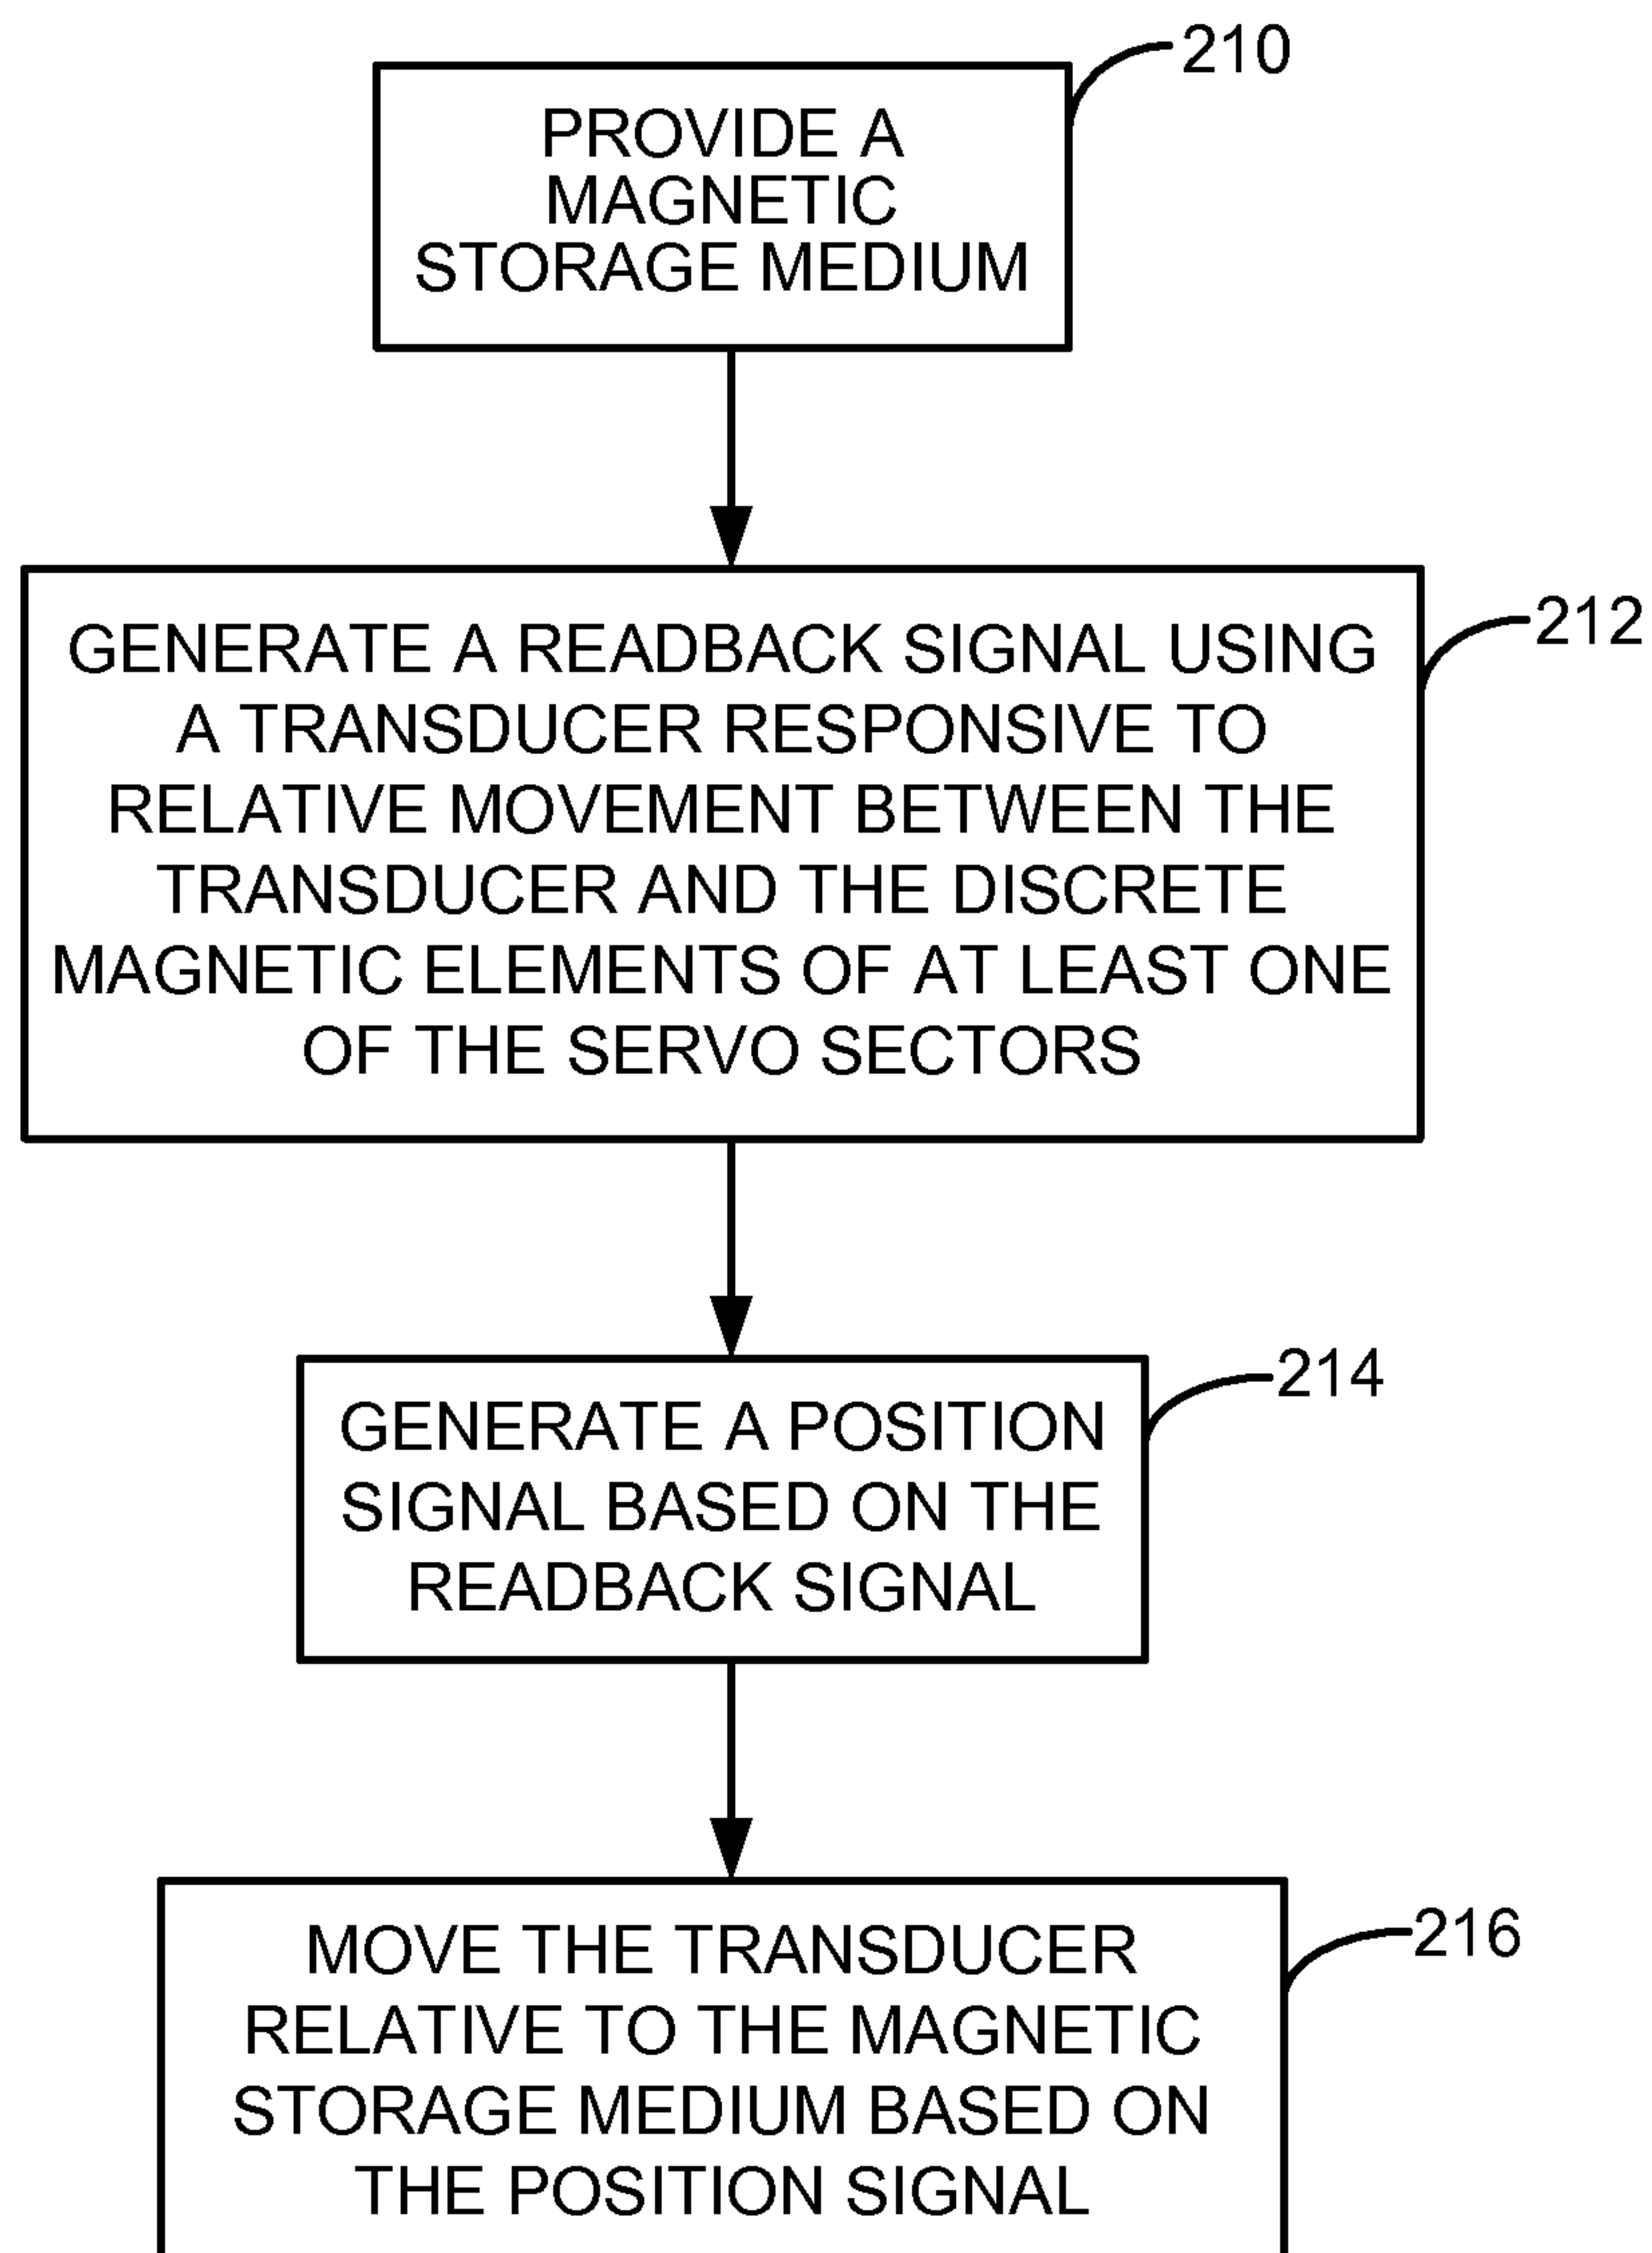 210
PROVIDE A
MAGNETIC
STORAGE MEDIUM
212
GENERATE A READBACK SIGNAL USING
A TRANSDUCER RESPONSIVE TO
RELATIVE MOVEMENT BETWEEN THE
TRANSDUCER AND THE DISCRETE
MAGNETIC ELEMENTS OF AT LEAST ONE
OF THE SERVO SECTORS
214
GENERATE A POSITION
SIGNAL BASED ON THE
READBACK SIGNAL
216
MOVE THE TRANSDUCER
RELATIVE TO THE MAGNETIC
STORAGE MEDIUM BASED ON
THE POSITION SIGNAL